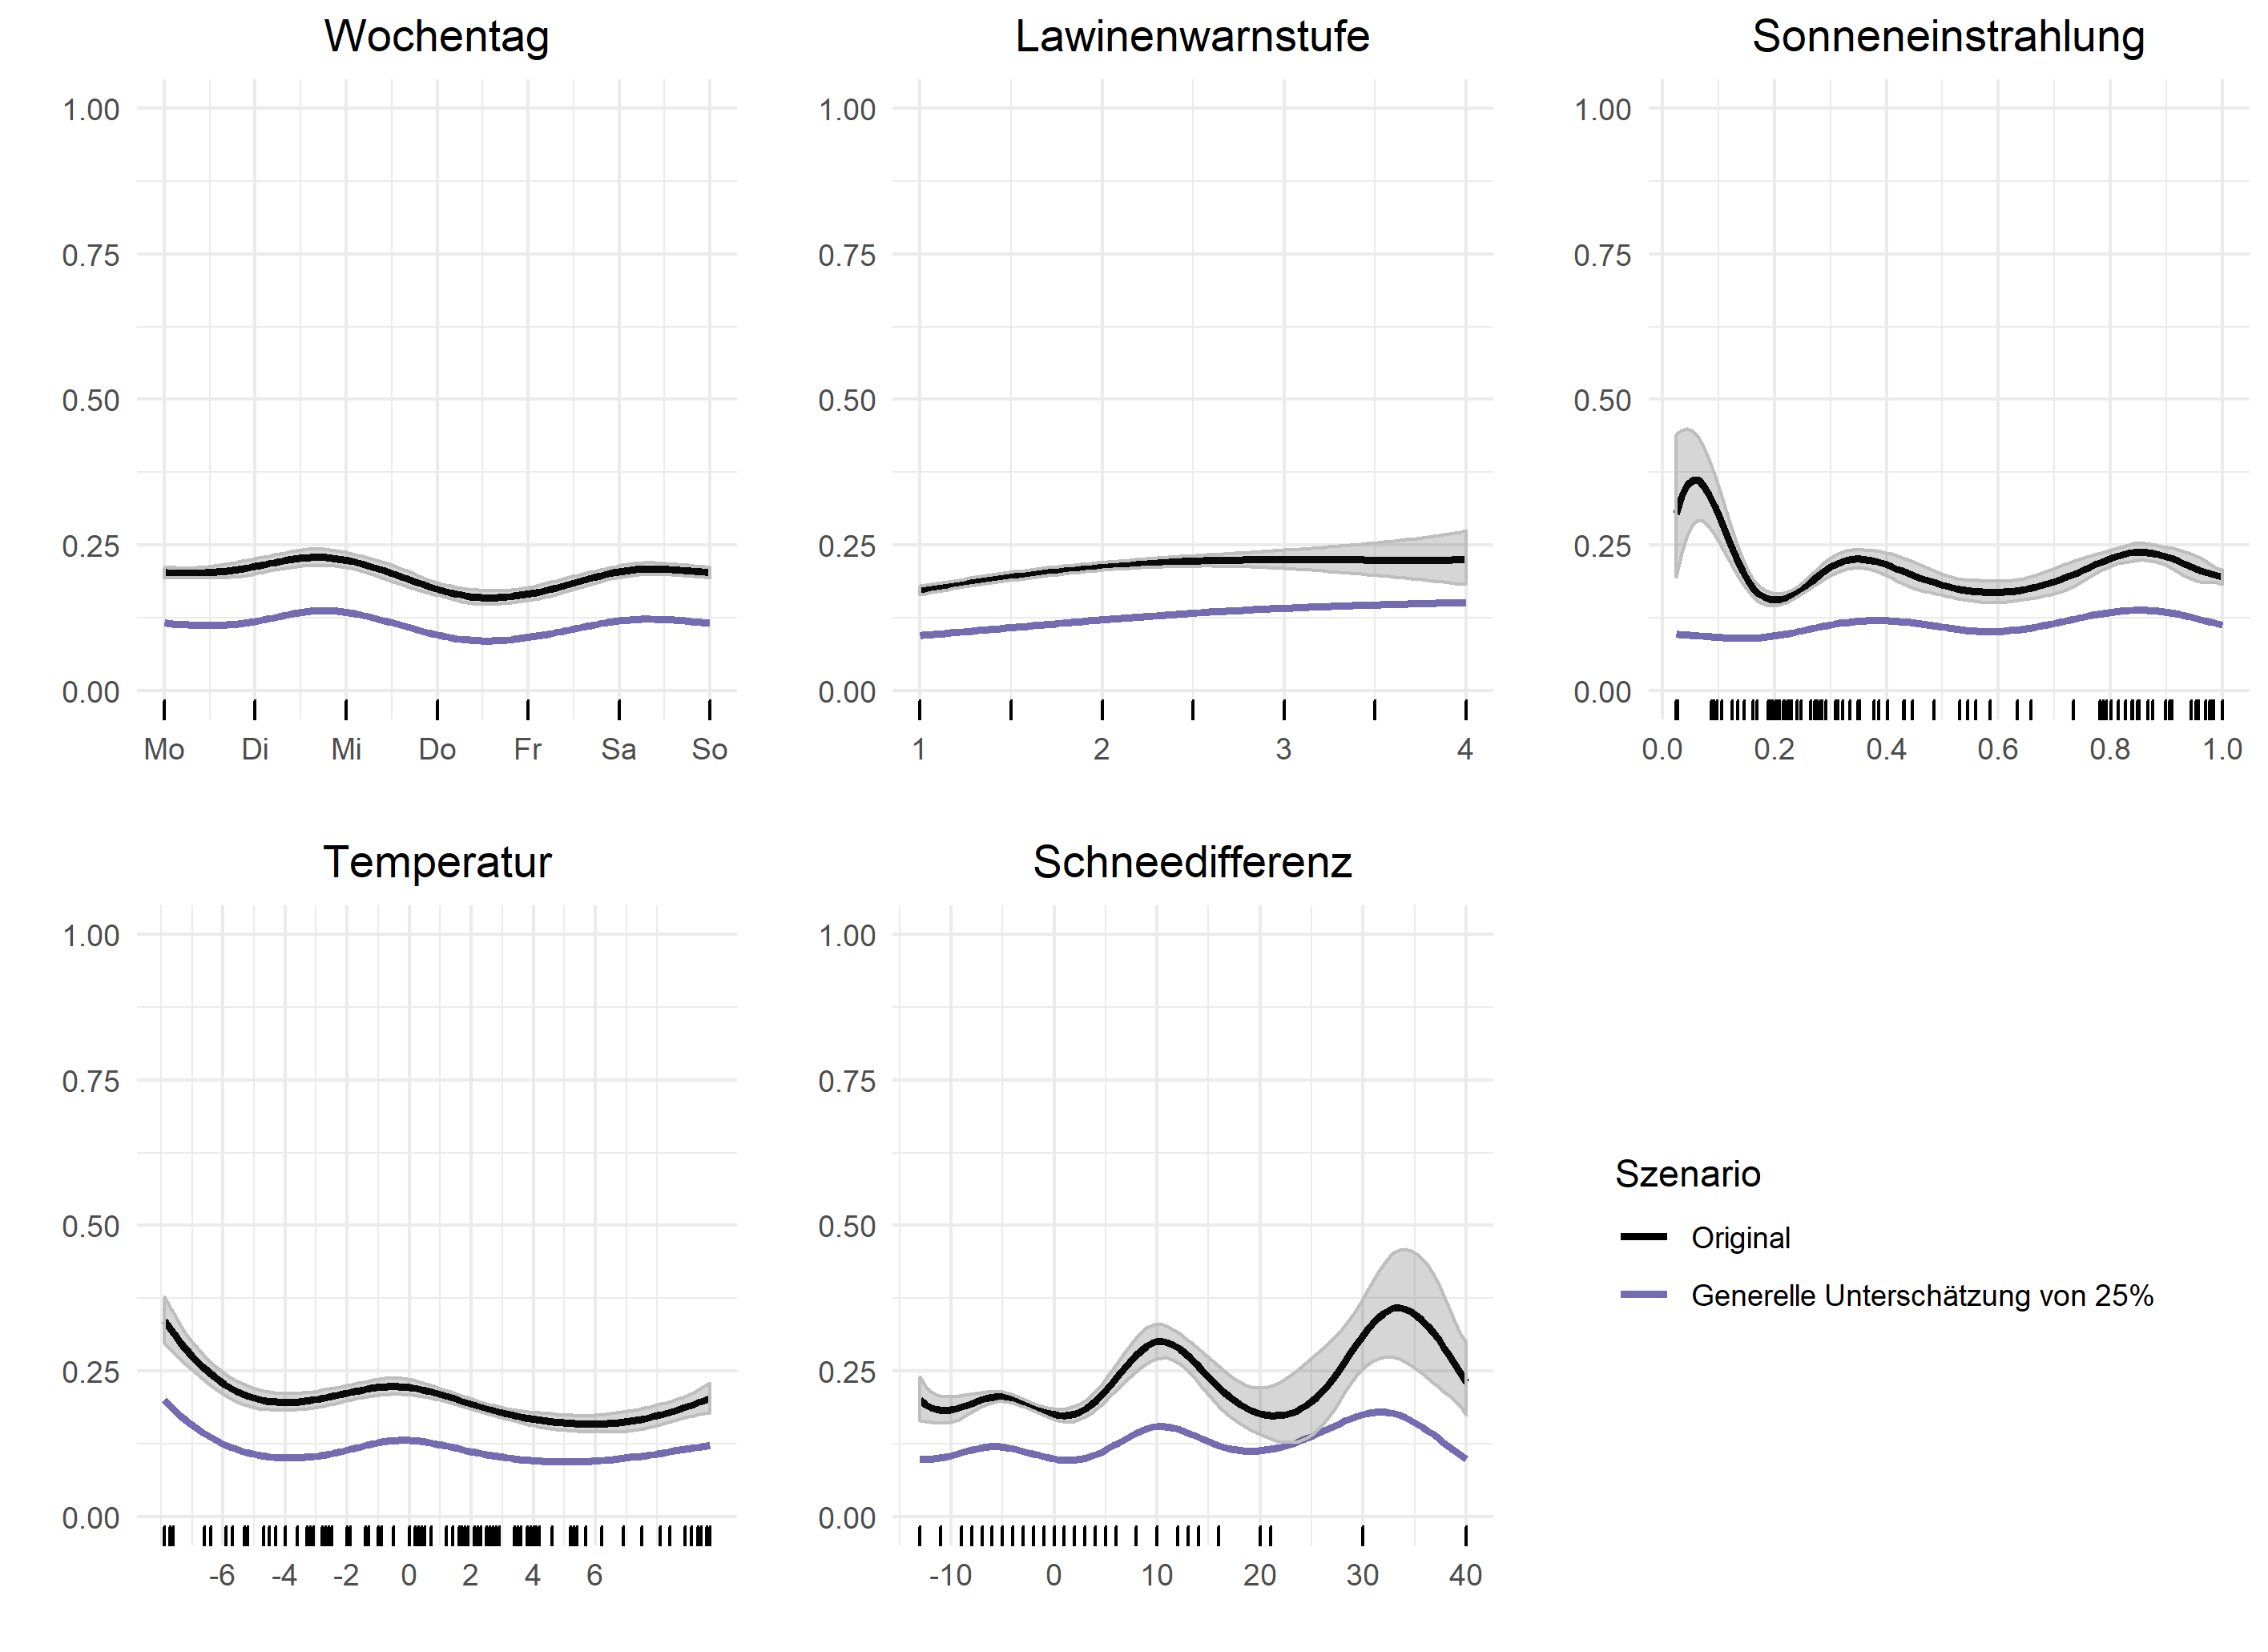 Wochentag
1.00
0.75
0.50
0.25
0.00
Mo Di Mi Do Fr Sa So
Lawinenwarnstufe
1.00
0.75
0.50
0.25
0.00
1 2 3 4
Sonneneinstrahlung
1.00
0.75
0.50
0.25
0.00
0.0 0.2 0.4 0.6 0.8 1.0
Temperatur
1.00
0.75
0.50
0.25
0.00
-6 -4 -2 0 2 4 6
Schneedifferenz
1.00
0.75
0.50
0.25
0.00
-10 0 10 20 30 40
Szenario
Original
Generelle Unterschätzung von 25%